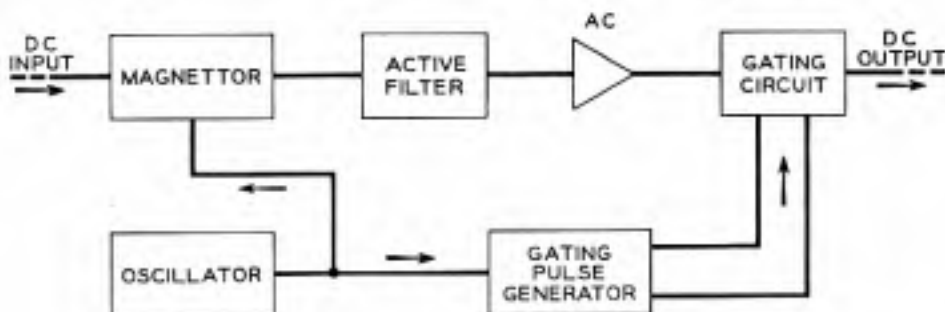 DC
INPUT
MAGNETTOR
ACTIVE
FILTER
AC
GATING
CIRCUIT
DC
OUTPUT
OSCILLATOR
GATING
PULSE
GENERATOR